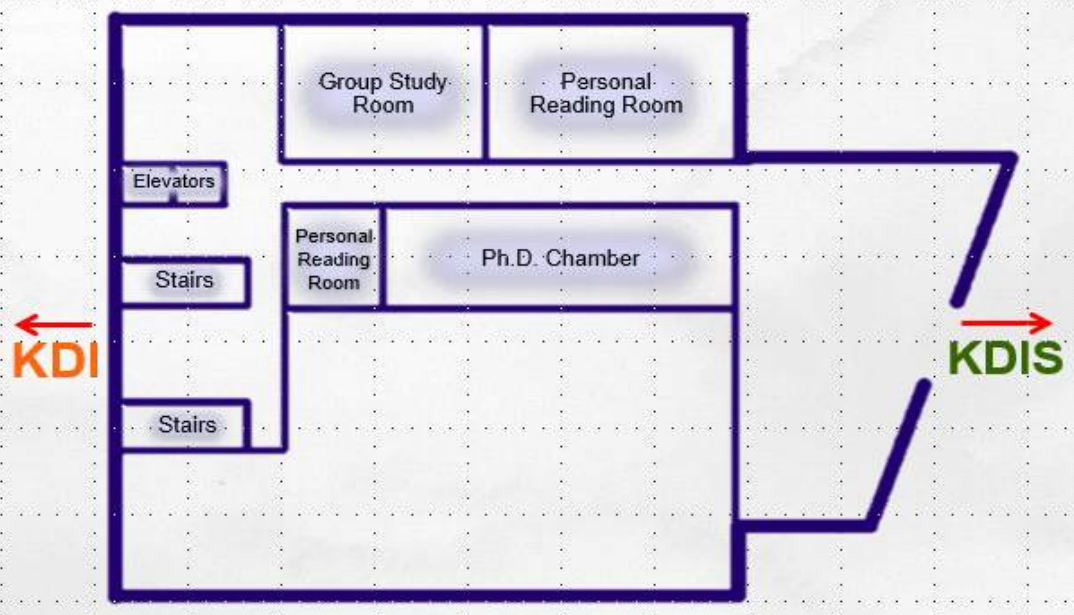 Group Study
Room
Personal
Reading Room
Elevators
Personal
Reading
Room
Ph.D. Chamber
Stairs
KDI
KDIS
Stairs